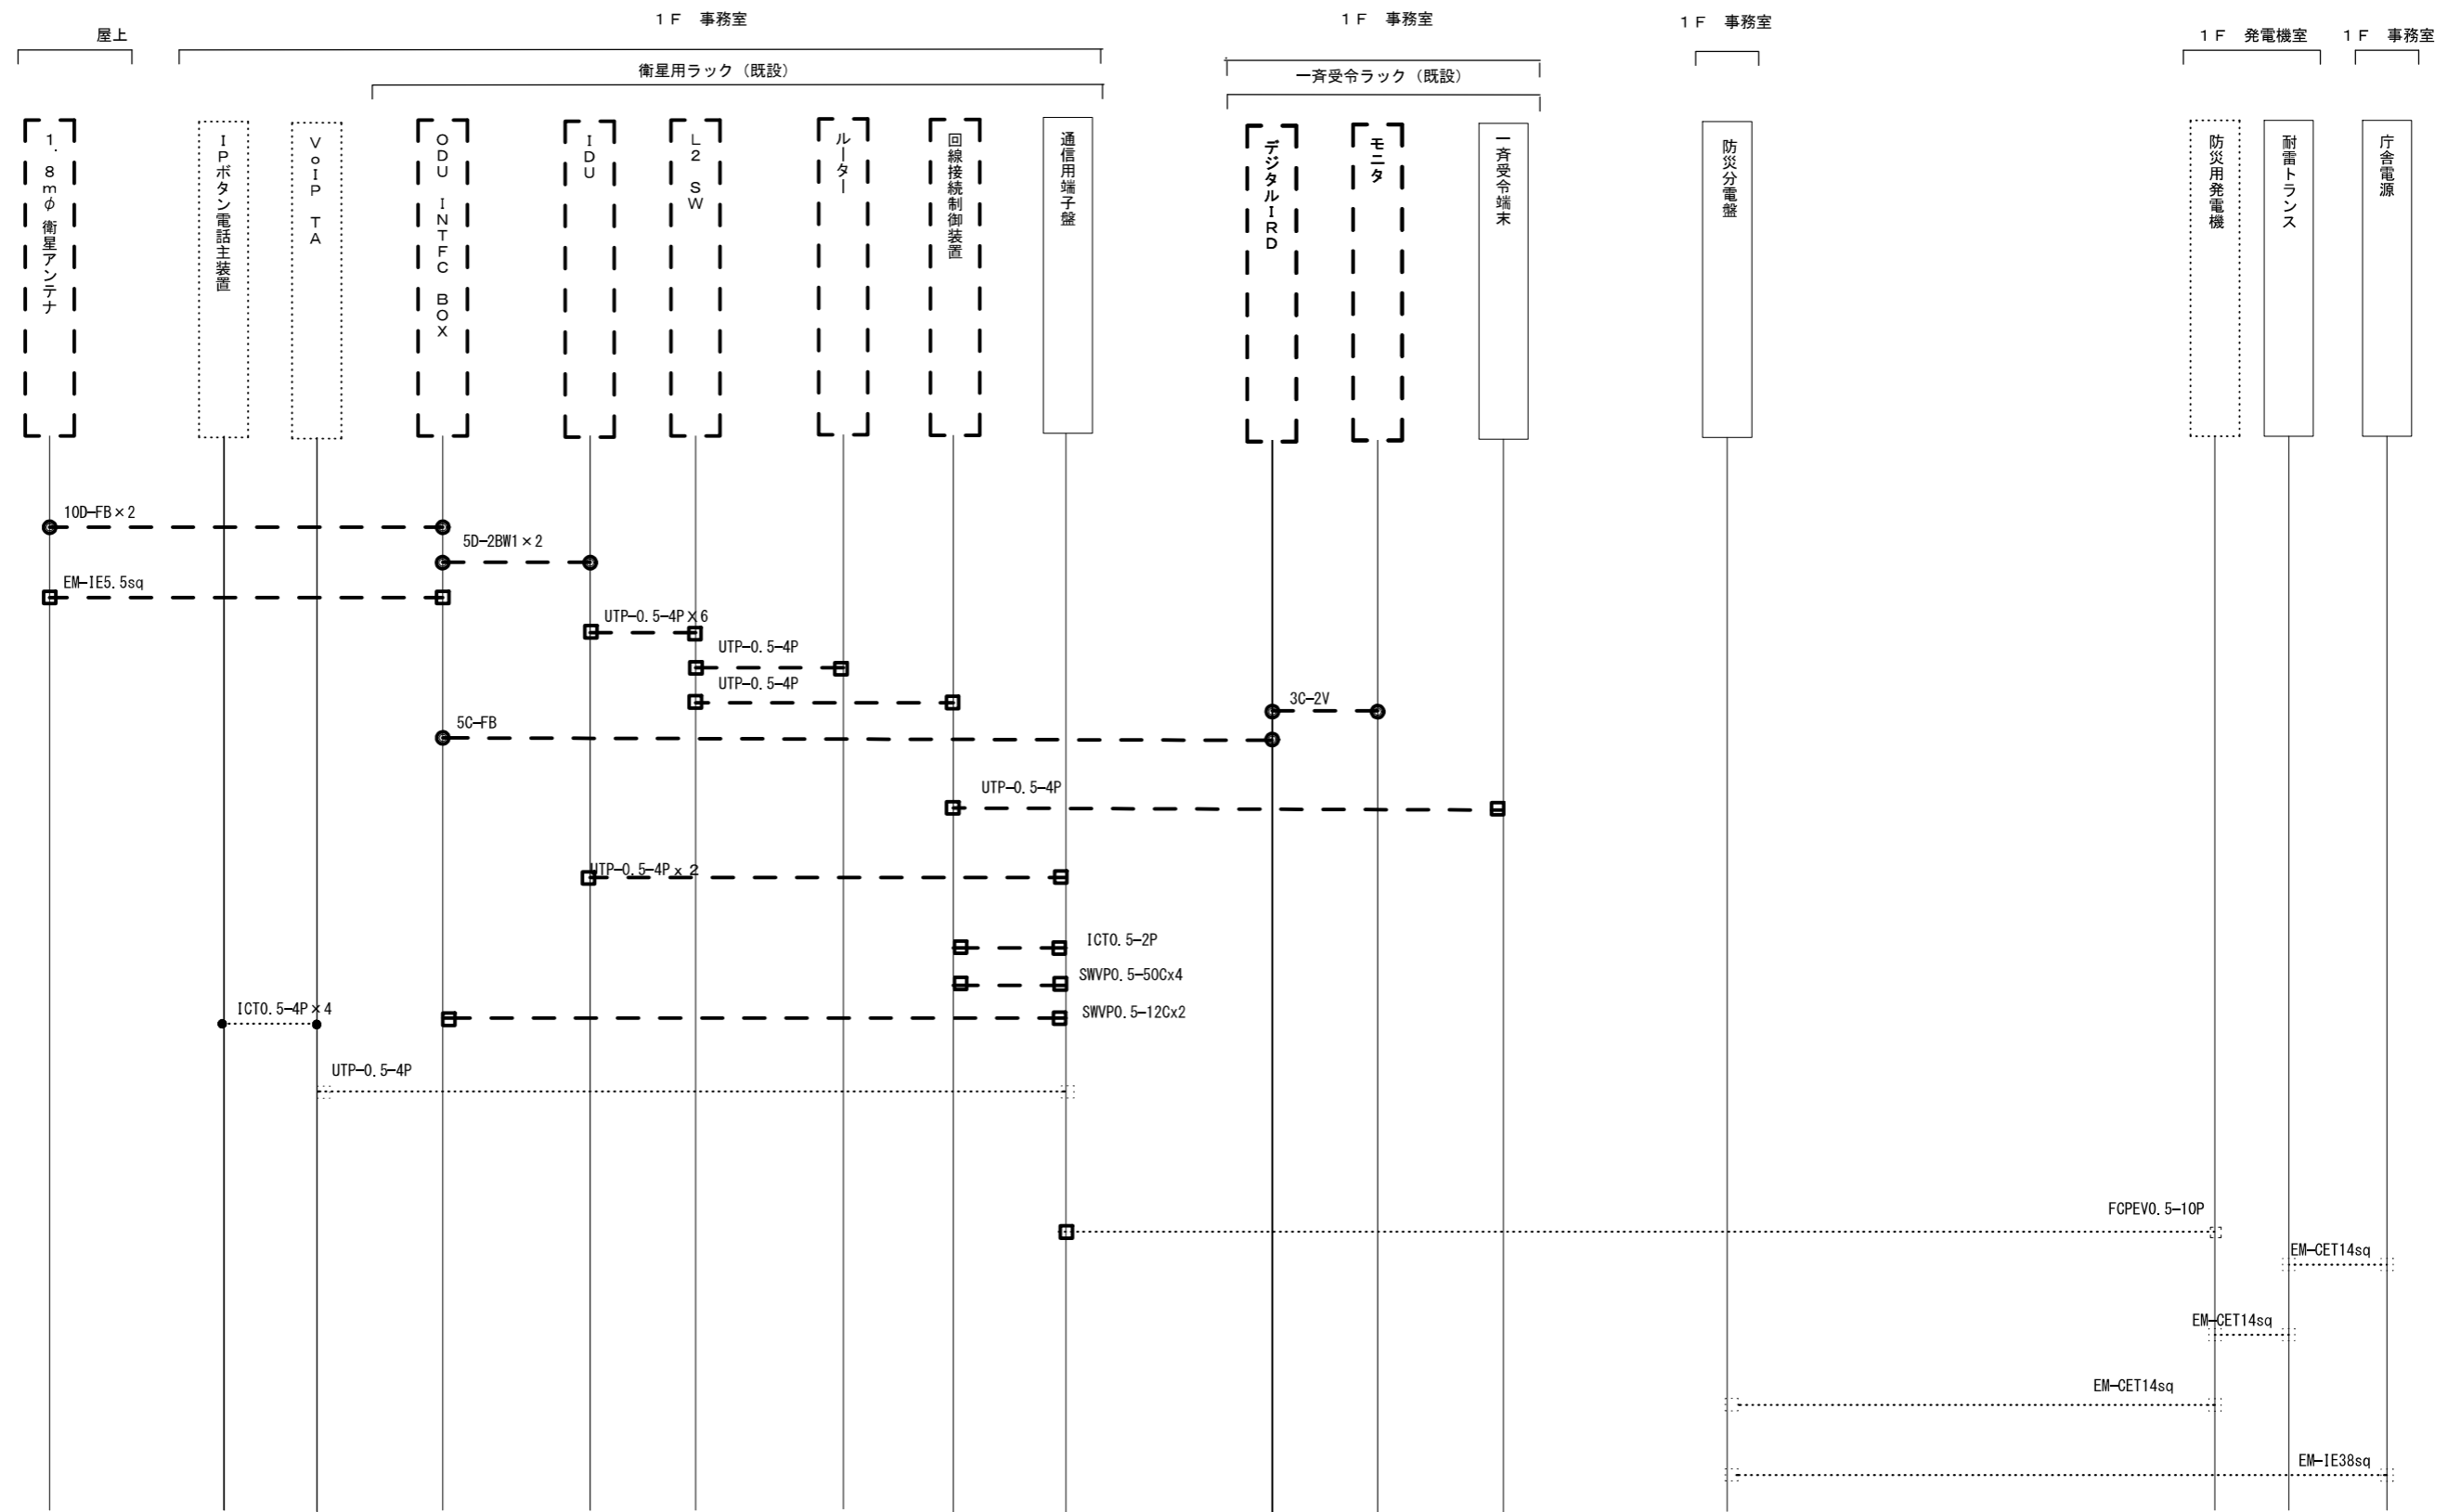 屋上
１Ｆ　事務室
１Ｆ　事務室
１Ｆ　事務室
１Ｆ　発電機室
１Ｆ　事務室
衛星用ラック（既設）
一斉受令ラック（既設）
１．８ｍφ 衛星アンテナ
ＩＰボタン電話主装置
ＶｏＩＰ　ＴＡ
ＯＤＵ　ＩＮＴＦＣ　ＢＯＸ
ＩＤＵ
Ｌ２　ＳＷ
ルーター
回線接続制御装置
通信用端子盤
デジタルＩＲＤ
モニタ
一斉受令端末
防災分電盤
防災用発電機
耐雷トランス
庁舎電源
10D-FB×2
5D-2BW1×2
EM-IE5.5sq
UTP-0.5-4P×6
UTP-0.5-4P
UTP-0.5-4P
3C-2V
5C-FB
UTP-0.5-4P
UTP-0.5-4Pｘ２
ICT0.5-2P
SWVP0.5-50Cx4
ICT0.5-4P×4
SWVP0.5-12Cx2
UTP-0.5-4P
FCPEV0.5-10P
EM-CET14sq
EM-CET14sq
EM-CET14sq
EM-IE38sq